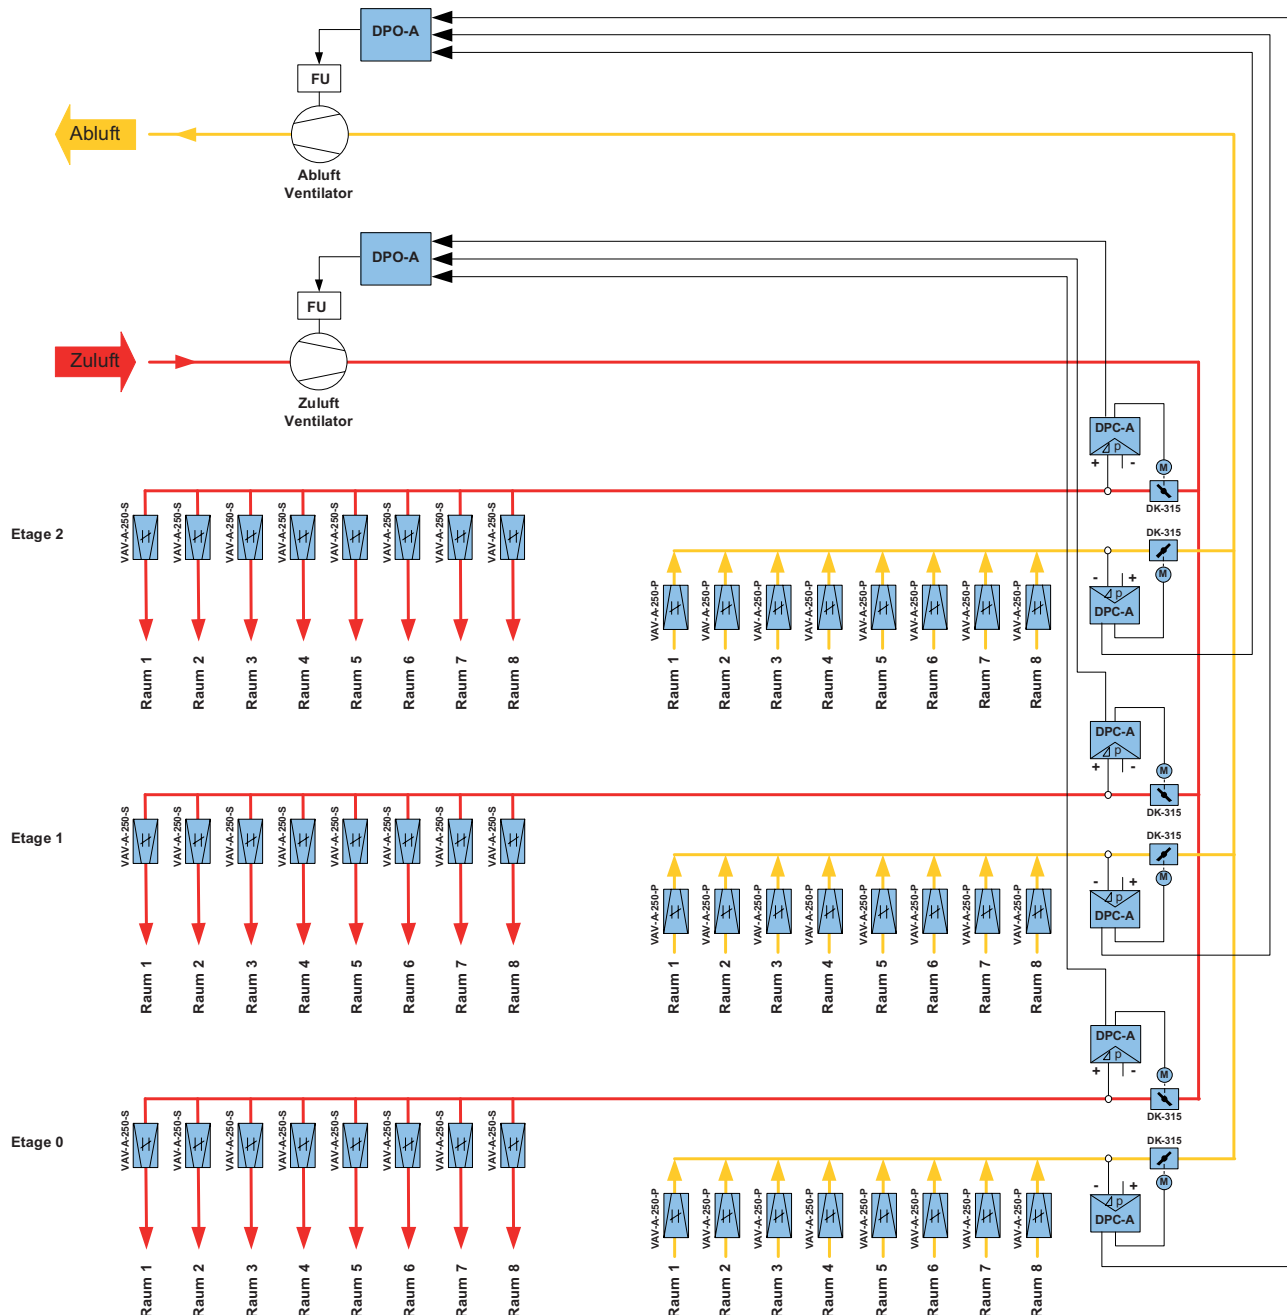 DPO-A
FU
Abluft
Abluft
Ventilator
DPO-A
FU
Zuluft
Zuluft
Ventilator
DPC-A
p
+ -
M
DK-315
Etage 2
VAV-A-250-S
VAV-A-250-S
VAV-A-250-S
VAV-A-250-S
VAV-A-250-S
VAV-A-250-S
VAV-A-250-S
VAV-A-250-S
Raum 1
Raum 2
Raum 3
Raum 4
Raum 5
Raum 6
Raum 7
Raum 8
DK-315
M
- +
p
DPC-A
VAV-A-250-P
VAV-A-250-P
VAV-A-250-P
VAV-A-250-P
VAV-A-250-P
VAV-A-250-P
VAV-A-250-P
VAV-A-250-P
Raum 1
Raum 2
Raum 3
Raum 4
Raum 5
Raum 6
Raum 7
Raum 8
DPC-A
p
+ -
M
DK-315
Etage 1
VAV-A-250-S
VAV-A-250-S
VAV-A-250-S
VAV-A-250-S
VAV-A-250-S
VAV-A-250-S
VAV-A-250-S
VAV-A-250-S
Raum 1
Raum 2
Raum 3
Raum 4
Raum 5
Raum 6
Raum 7
Raum 8
DK-315
M
- +
p
DPC-A
VAV-A-250-P
VAV-A-250-P
VAV-A-250-P
VAV-A-250-P
VAV-A-250-P
VAV-A-250-P
VAV-A-250-P
VAV-A-250-P
Raum 1
Raum 2
Raum 3
Raum 4
Raum 5
Raum 6
Raum 7
Raum 8
DPC-A
p
+ -
M
DK-315
Etage 0
VAV-A-250-S
VAV-A-250-S
VAV-A-250-S
VAV-A-250-S
VAV-A-250-S
VAV-A-250-S
VAV-A-250-S
VAV-A-250-S
Raum 1
Raum 2
Raum 3
Raum 4
Raum 5
Raum 6
Raum 7
Raum 8
DK-315
M
- +
p
DPC-A
VAV-A-250-P
VAV-A-250-P
VAV-A-250-P
VAV-A-250-P
VAV-A-250-P
VAV-A-250-P
VAV-A-250-P
VAV-A-250-P
Raum 1
Raum 2
Raum 3
Raum 4
Raum 5
Raum 6
Raum 7
Raum 8